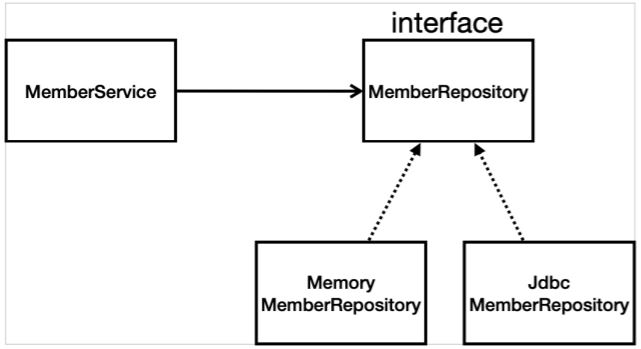 interface
MemberService
MemberRepository
Memory
MemberRepository
Jdbc
MemberRepository